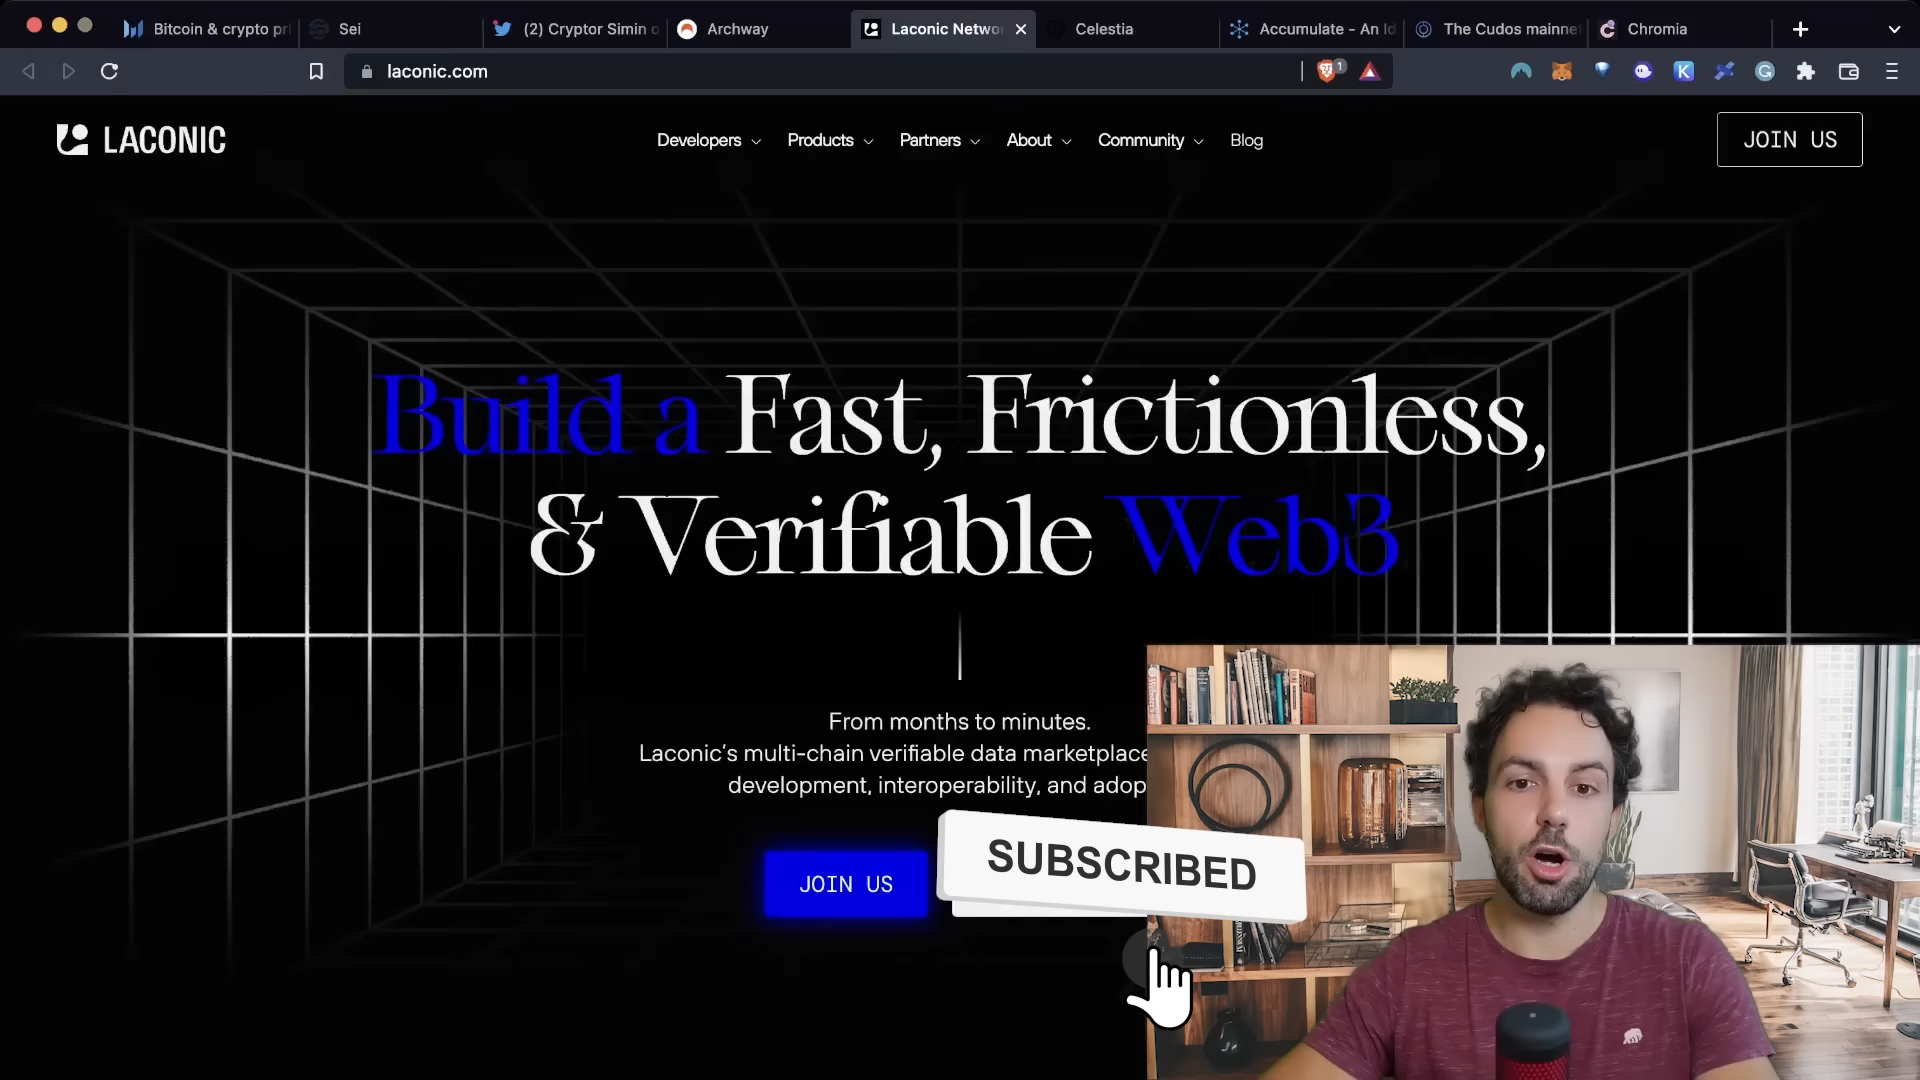 Bitcoin & crypto pri
Sei
(2) Cryptor Simin o
Archway
Laconic Netwo
Celestia
Accumulate - An Id
The Cudos mainne
Chromia
laconic.com
1
K
LACONIC
Developers
Products
Partners
About
Community
Blog
JOIN US
Build a Fast, Frictionless,
& Verifiable Web3
From months to minutes.
Laconic's multi-chain verifiable data marketplace
development, interoperability, and adop
JOIN US
SUBSCRIBED